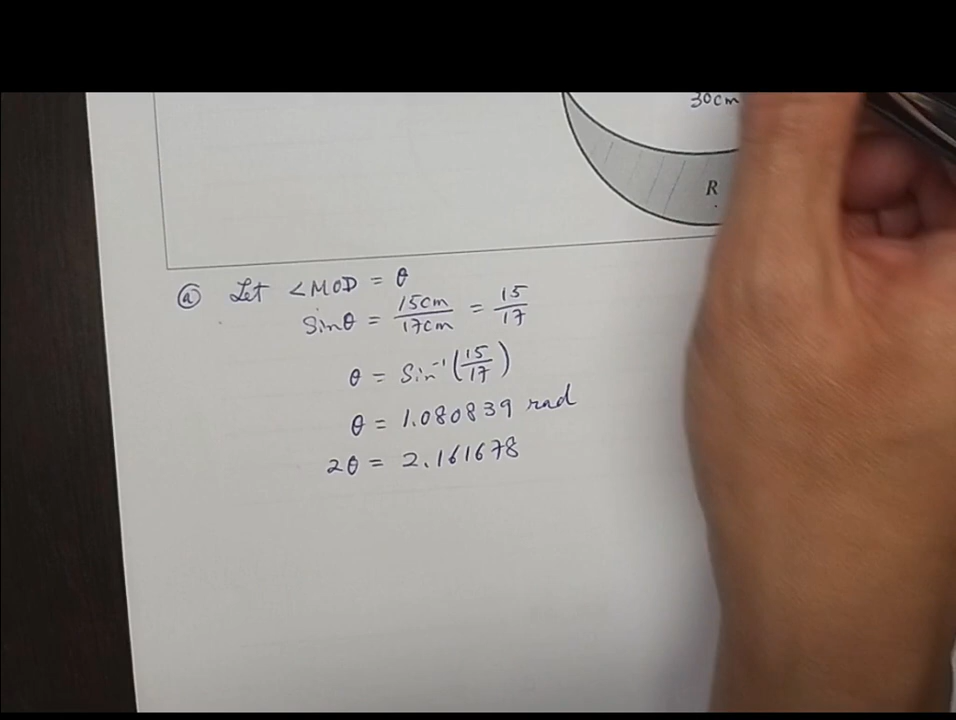 30cm
R
(a) Let ∠MOD = θ
Sinθ = 15cm/17cm = 15/17
θ = Sin⁻¹(15/17)
θ = 1.080839 rad
2θ = 2.161678